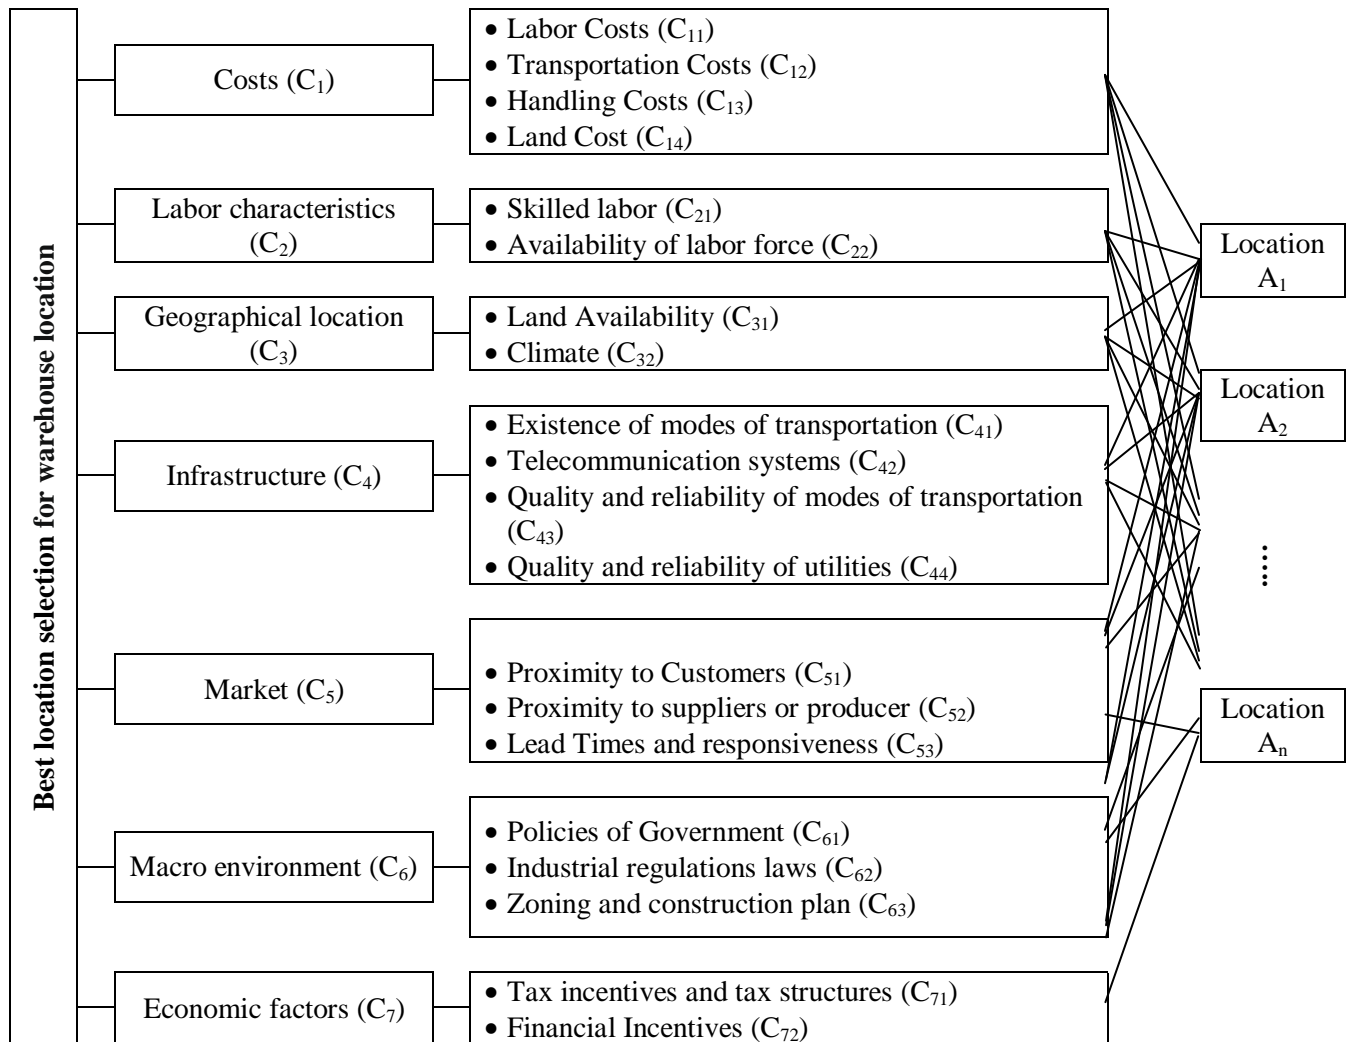 Best location selection for warehouse location
Costs (C₁)
• Labor Costs (C₁₁)
• Transportation Costs (C₁₂)
• Handling Costs (C₁₃)
• Land Cost (C₁₄)
Labor characteristics
(C₂)
• Skilled labor (C₂₁)
• Availability of labor force (C₂₂)
Geographical location
(C₃)
• Land Availability (C₃₁)
• Climate (C₃₂)
Infrastructure (C₄)
• Existence of modes of transportation (C₄₁)
• Telecommunication systems (C₄₂)
• Quality and reliability of modes of transportation
(C₄₃)
• Quality and reliability of utilities (C₄₄)
Market (C₅)
• Proximity to Customers (C₅₁)
• Proximity to suppliers or producer (C₅₂)
• Lead Times and responsiveness (C₅₃)
Macro environment (C₆)
• Policies of Government (C₆₁)
• Industrial regulations laws (C₆₂)
• Zoning and construction plan (C₆₃)
Economic factors (C₇)
• Tax incentives and tax structures (C₇₁)
• Financial Incentives (C₇₂)
Location
A₁
Location
A₂
....
Location
Aₙ